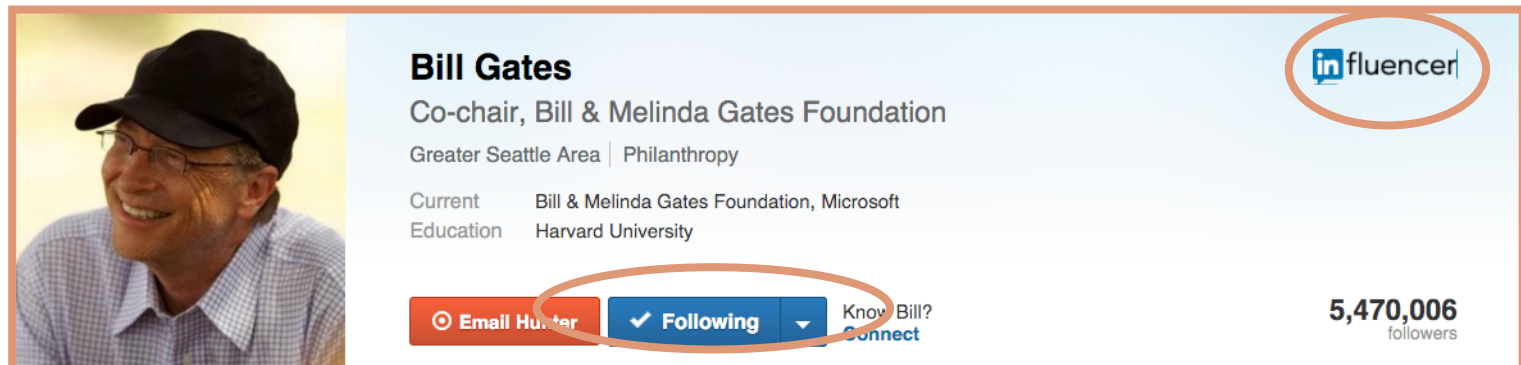 Bill Gates
influencer
Co-chair, Bill & Melinda Gates Foundation
Greater Seattle Area Philanthropy
Current Bill & Melinda Gates Foundation, Microsoft
Education Harvard University
Email Hunter Following Know Bill?
Connect
5,470,006
followers